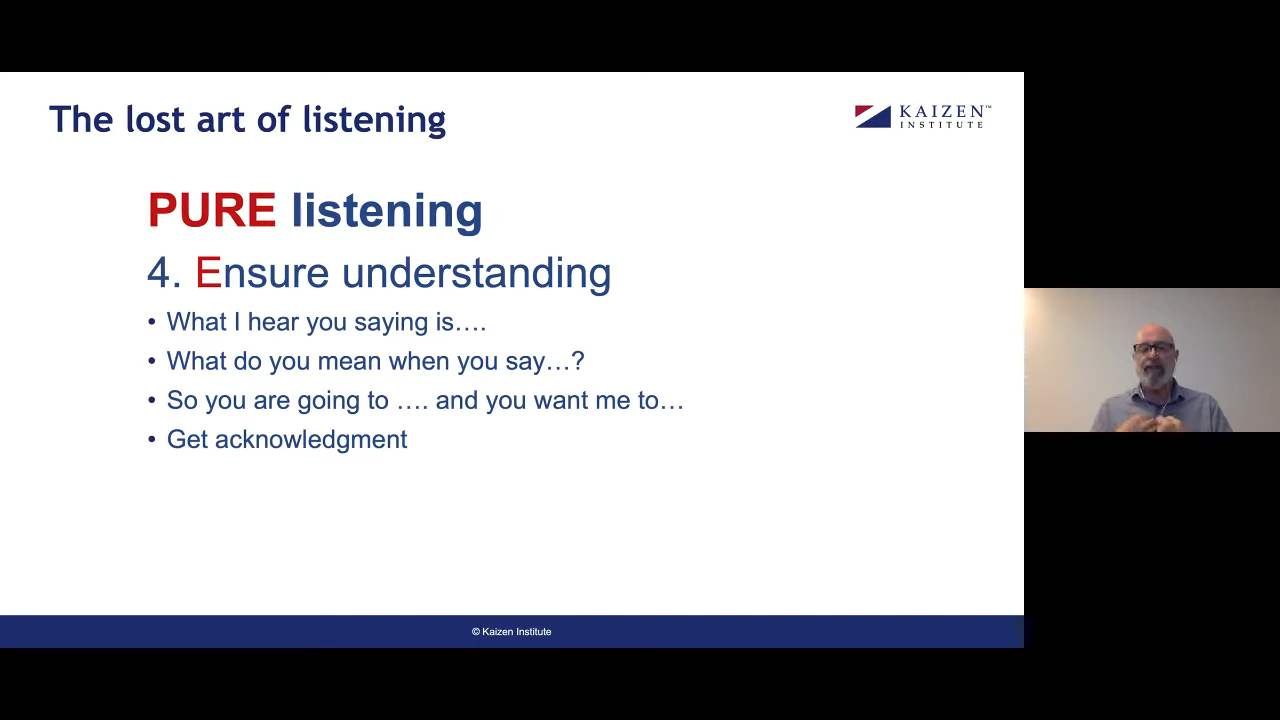 The lost art of listening
KAIZEN™
INSTITUTE
PURE listening
4. Ensure understanding
• What I hear you saying is….
• What do you mean when you say…?
• So you are going to …. and you want me to…
• Get acknowledgment
© Kaizen Institute